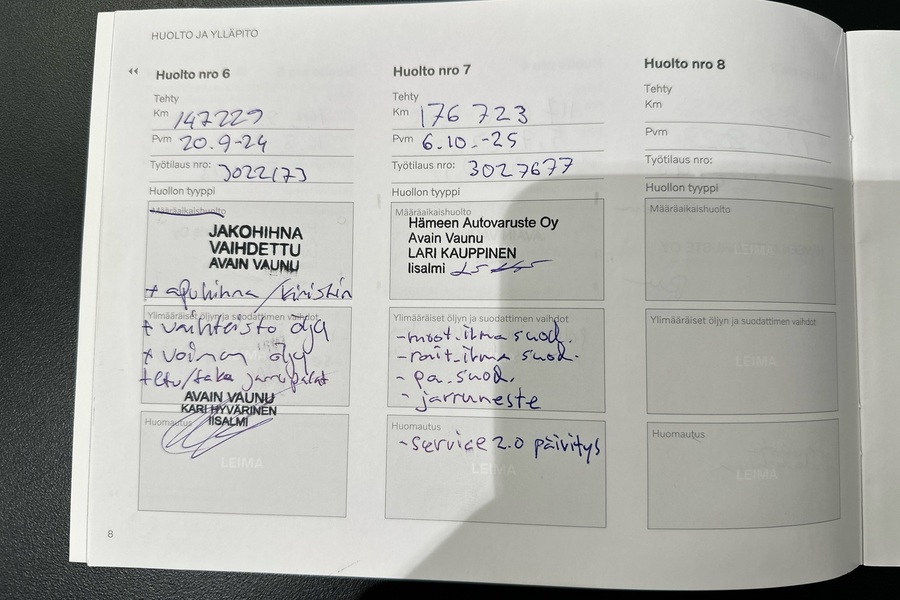 HUOLTO JA YLLÄPITO
Huolto nro 6
Tehty
Km 147229
Pvm 20.9-24
Työtilaus nro: 3022173
Huollon tyyppi
Määräaikaishuolto
JAKOHIHNA
VAIHDETTU
AVAIN VAUNU
+ apuhihna / kiristin
Ylimääräiset öljyn ja suodattimen vaihdot
+ vaihteisto öljy
+ voiman öljy
+ etu/taka jarrupalat
AVAIN VAUNU
KARI HYVÄRINEN
IISALMI
Huomautus
LEIMA
Huolto nro 7
Tehty
Km 176 723
Pvm 6.10.-25
Työtilaus nro: 3027677
Huollon tyyppi
Määräaikaishuolto
Hämeen Autovaruste Oy
Avain Vaunu
LARI KAUPPINEN
Iisalmi
Ylimääräiset öljyn ja suodattimen vaihdot
- moot.ilma suod.
- rait.ilma suod.
- pa.suod.
- jarruneste
Huomautus
- service 2.0 päivitys
LEIMA
Huolto nro 8
Tehty
Km
Pvm
Työtilaus nro:
Huollon tyyppi
Määräaikaishuolto
LEIMA
Ylimääräiset öljyn ja suodattimen vaihdot
LEIMA
Huomautus
LEIMA
8